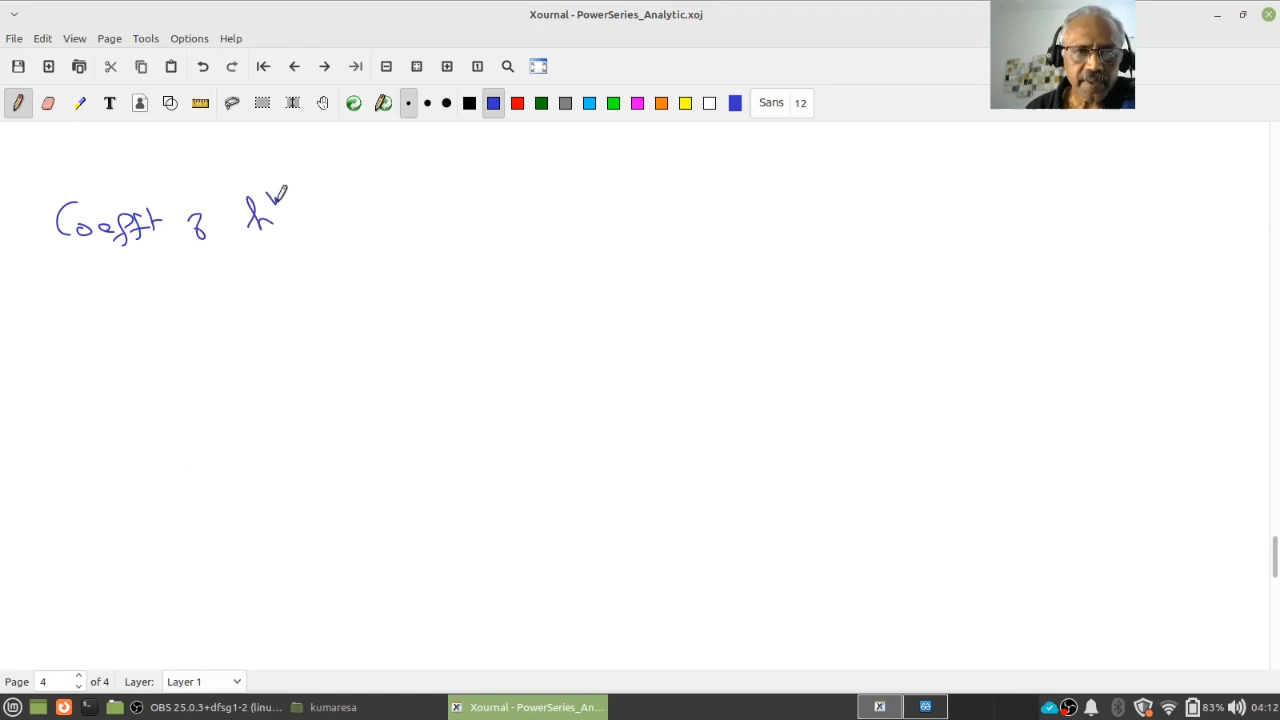 Xournal - PowerSeries_Analytic.xoj
File Edit View Page Tools Options Help
Sans 12
Coefft of h
Page 4 of 4 Layer: Layer 1
OBS 25.0.3+dfsg1-2 (linu... kumaresa Xournal - PowerSeries_An... 83% 04:12